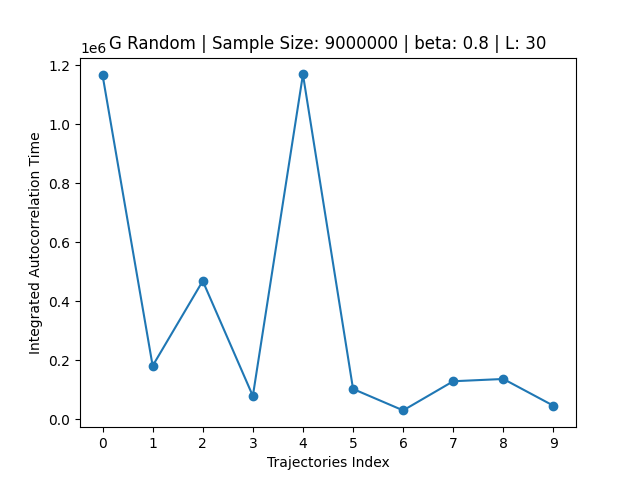 1e6
G Random | Sample Size: 9000000 | beta: 0.8 | L: 30
1.2
1.0
0.8
0.6
0.4
0.2
0.0
Integrated Autocorrelation Time
0 1 2 3 4 5 6 7 8 9
Trajectories Index